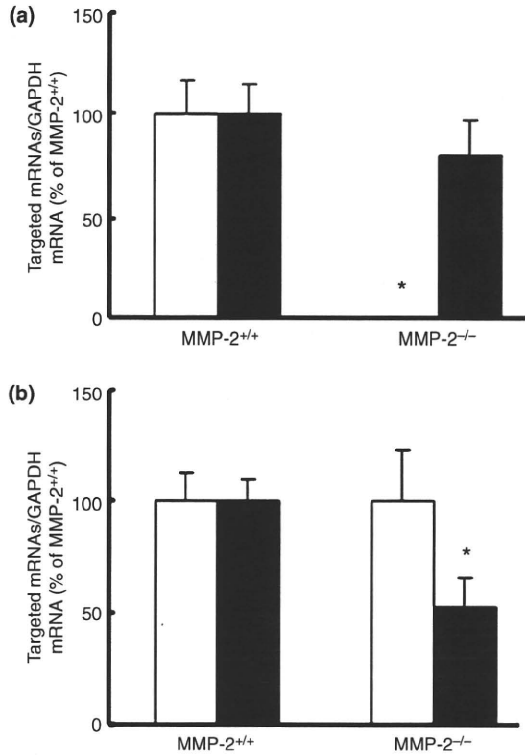 (a)
150
100
50
0
Targeted mRNAs/GAPDH
mRNA (% of MMP-2+/+)
*
MMP-2+/+ MMP-2−/−
(b)
150
100
50
0
Targeted mRNAs/GAPDH
mRNA (% of MMP-2+/+)
*
MMP-2+/+ MMP-2−/−